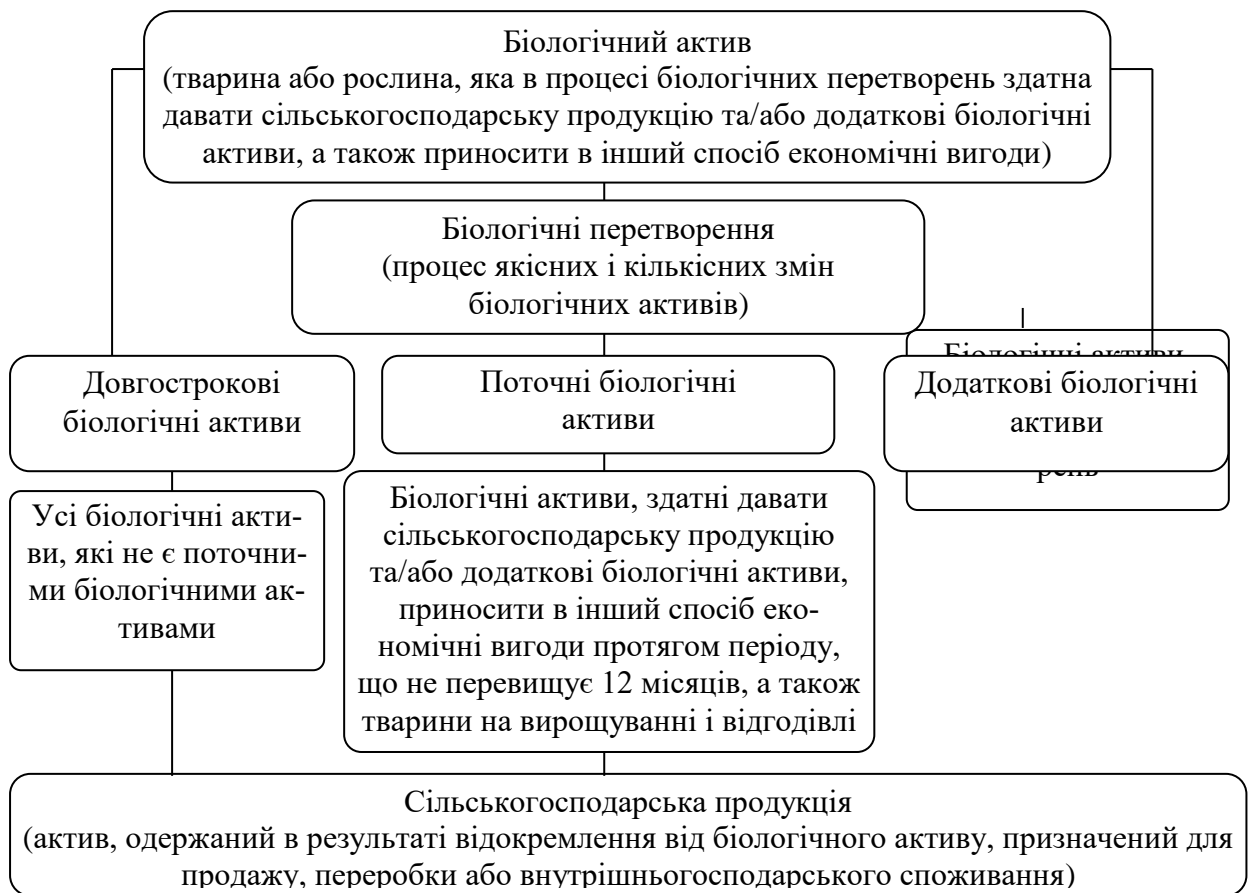 Біологічний актив
(тварина або рослина, яка в процесі біологічних перетворень здатна
давати сільськогосподарську продукцію та/або додаткові біологічні
активи, а також приносити в інший спосіб економічні вигоди)
Біологічні перетворення
(процес якісних і кількісних змін
біологічних активів)
Довгострокові
біологічні активи
Поточні біологічні
активи
Біологічні активи
Додаткові біологічні
активи
Усі біологічні акти-
ви, які не є поточни-
ми біологічними ак-
тивами
Біологічні активи, здатні давати
сільськогосподарську продукцію
та/або додаткові біологічні активи,
приносити в інший спосіб еко-
номічні вигоди протягом періоду,
що не перевищує 12 місяців, а також
тварини на вирощуванні і відгодівлі
Сільськогосподарська продукція
(актив, одержаний в результаті відокремлення від біологічного активу, призначений для
продажу, переробки або внутрішньогосподарського споживання)